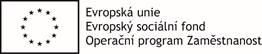 Evropská unie
Evropský sociální fond
Operační program Zaměstnanost